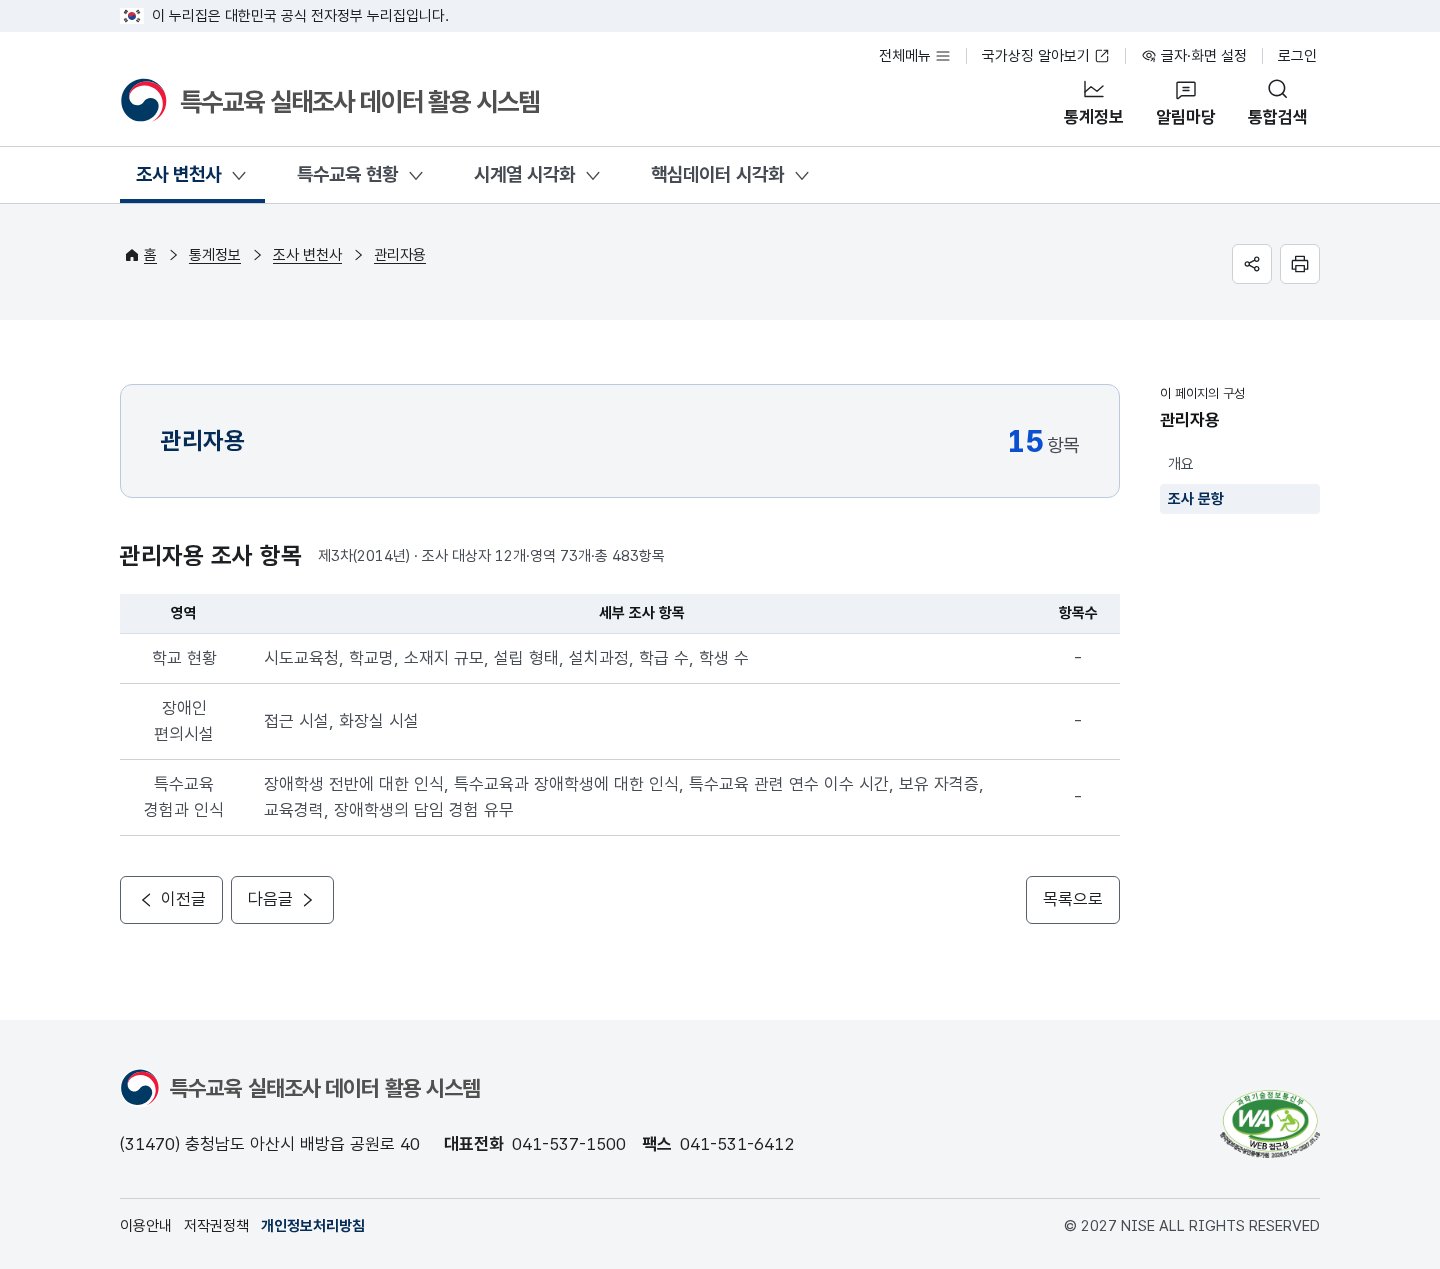 이 누리집은 대한민국 공식 전자정부 누리집입니다.
전체메뉴 국가상징 알아보기 글자·화면 설정 로그인
특수교육 실태조사 데이터 활용 시스템
통계정보 알림마당 통합검색
조사 변천사 특수교육 현황 시계열 시각화 핵심데이터 시각화
홈 통계정보 조사 변천사 관리자용
관리자용
15 항목
이 페이지의 구성
관리자용
개요
조사 문항
관리자용 조사 항목 제3차(2014년) · 조사 대상자 12개·영역 73개·총 483항목
영역 세부 조사 항목 항목수
학교 현황 시도교육청, 학교명, 소재지 규모, 설립 형태, 설치과정, 학급 수, 학생 수 -
장애인
편의시설
접근 시설, 화장실 시설 -
특수교육
경험과 인식
장애학생 전반에 대한 인식, 특수교육과 장애학생에 대한 인식, 특수교육 관련 연수 이수 시간, 보유 자격증,
교육경력, 장애학생의 담임 경험 유무
-
이전글 다음글 목록으로
특수교육 실태조사 데이터 활용 시스템
(31470) 충청남도 아산시 배방읍 공원로 40 대표전화 041-537-1500 팩스 041-531-6412
과학기술정보통신부
WA
WEB 접근성
이용안내 저작권정책 개인정보처리방침
© 2027 NISE ALL RIGHTS RESERVED